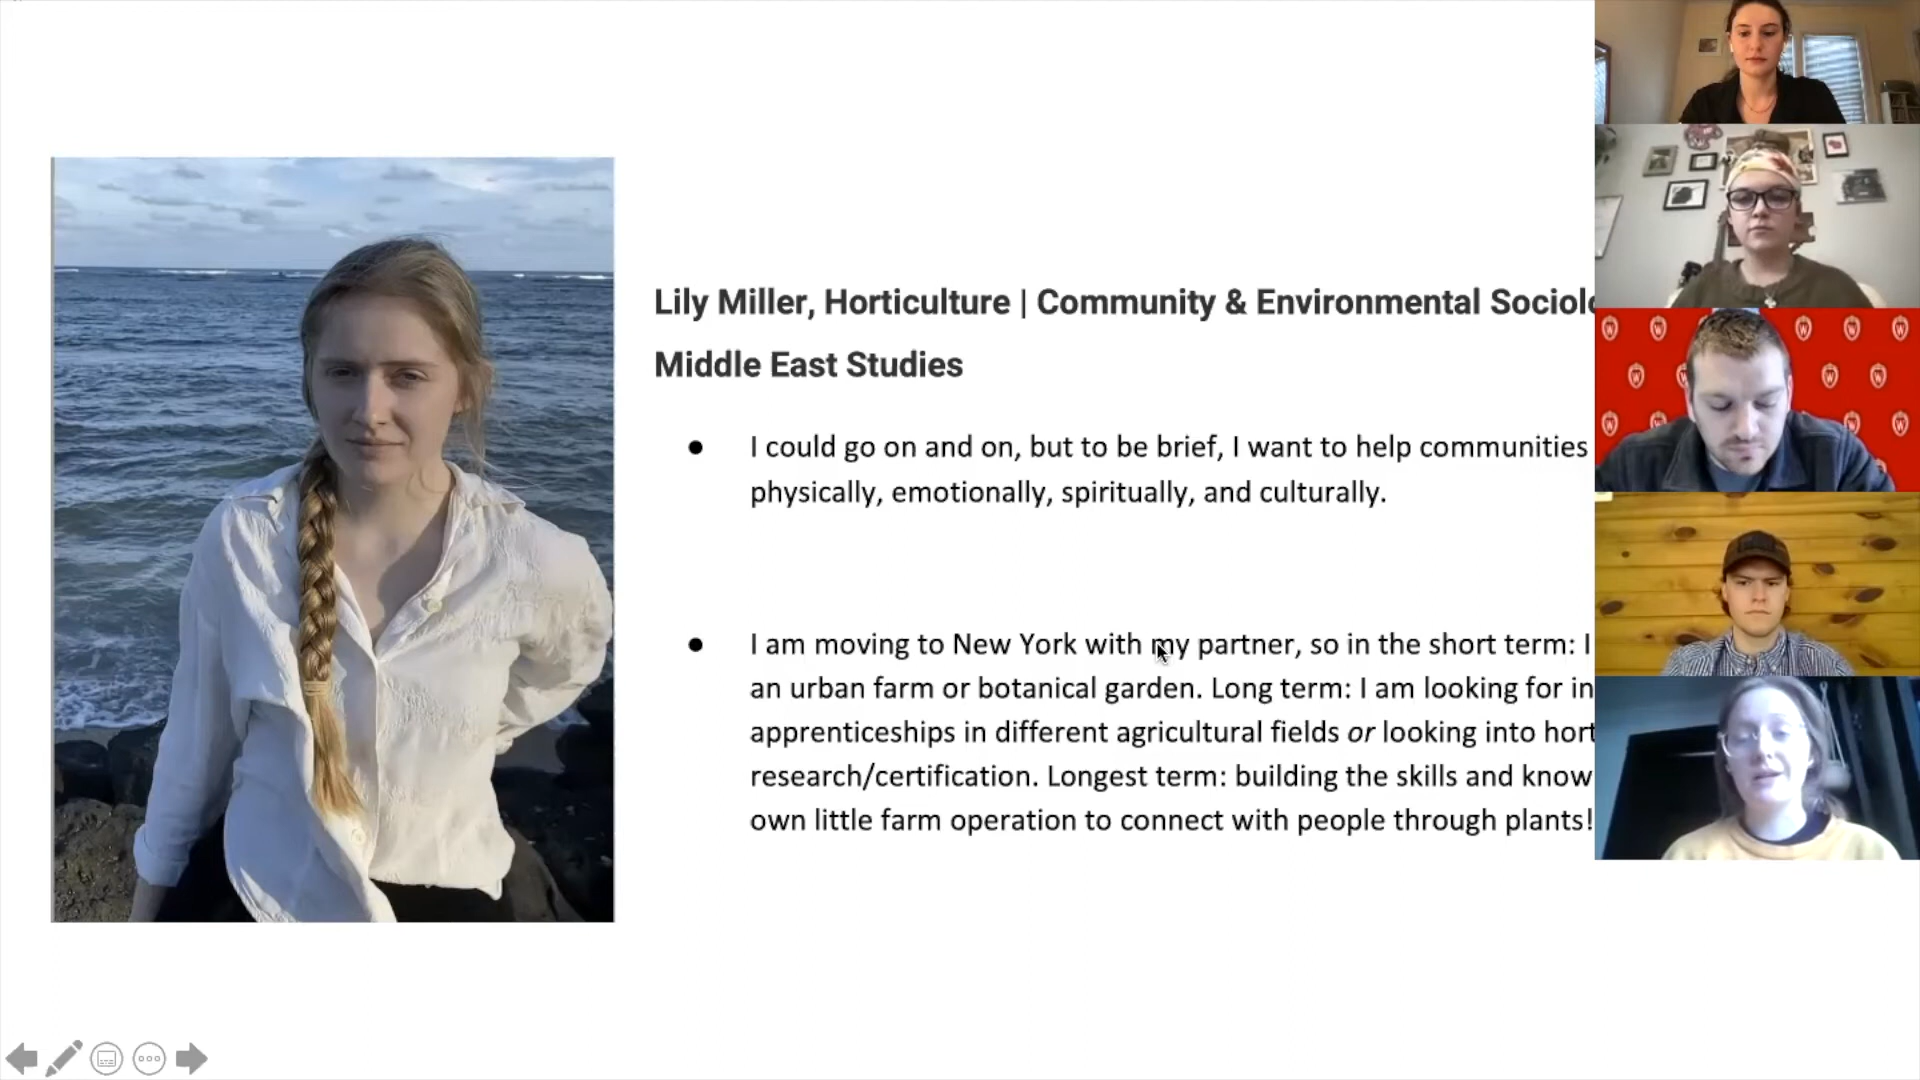 Lily Miller, Horticulture | Community & Environmental Sociolo
Middle East Studies
● I could go on and on, but to be brief, I want to help communities
physically, emotionally, spiritually, and culturally.
● I am moving to New York with my partner, so in the short term: I
an urban farm or botanical garden. Long term: I am looking for in
apprenticeships in different agricultural fields or looking into hort
research/certification. Longest term: building the skills and know
own little farm operation to connect with people through plants!